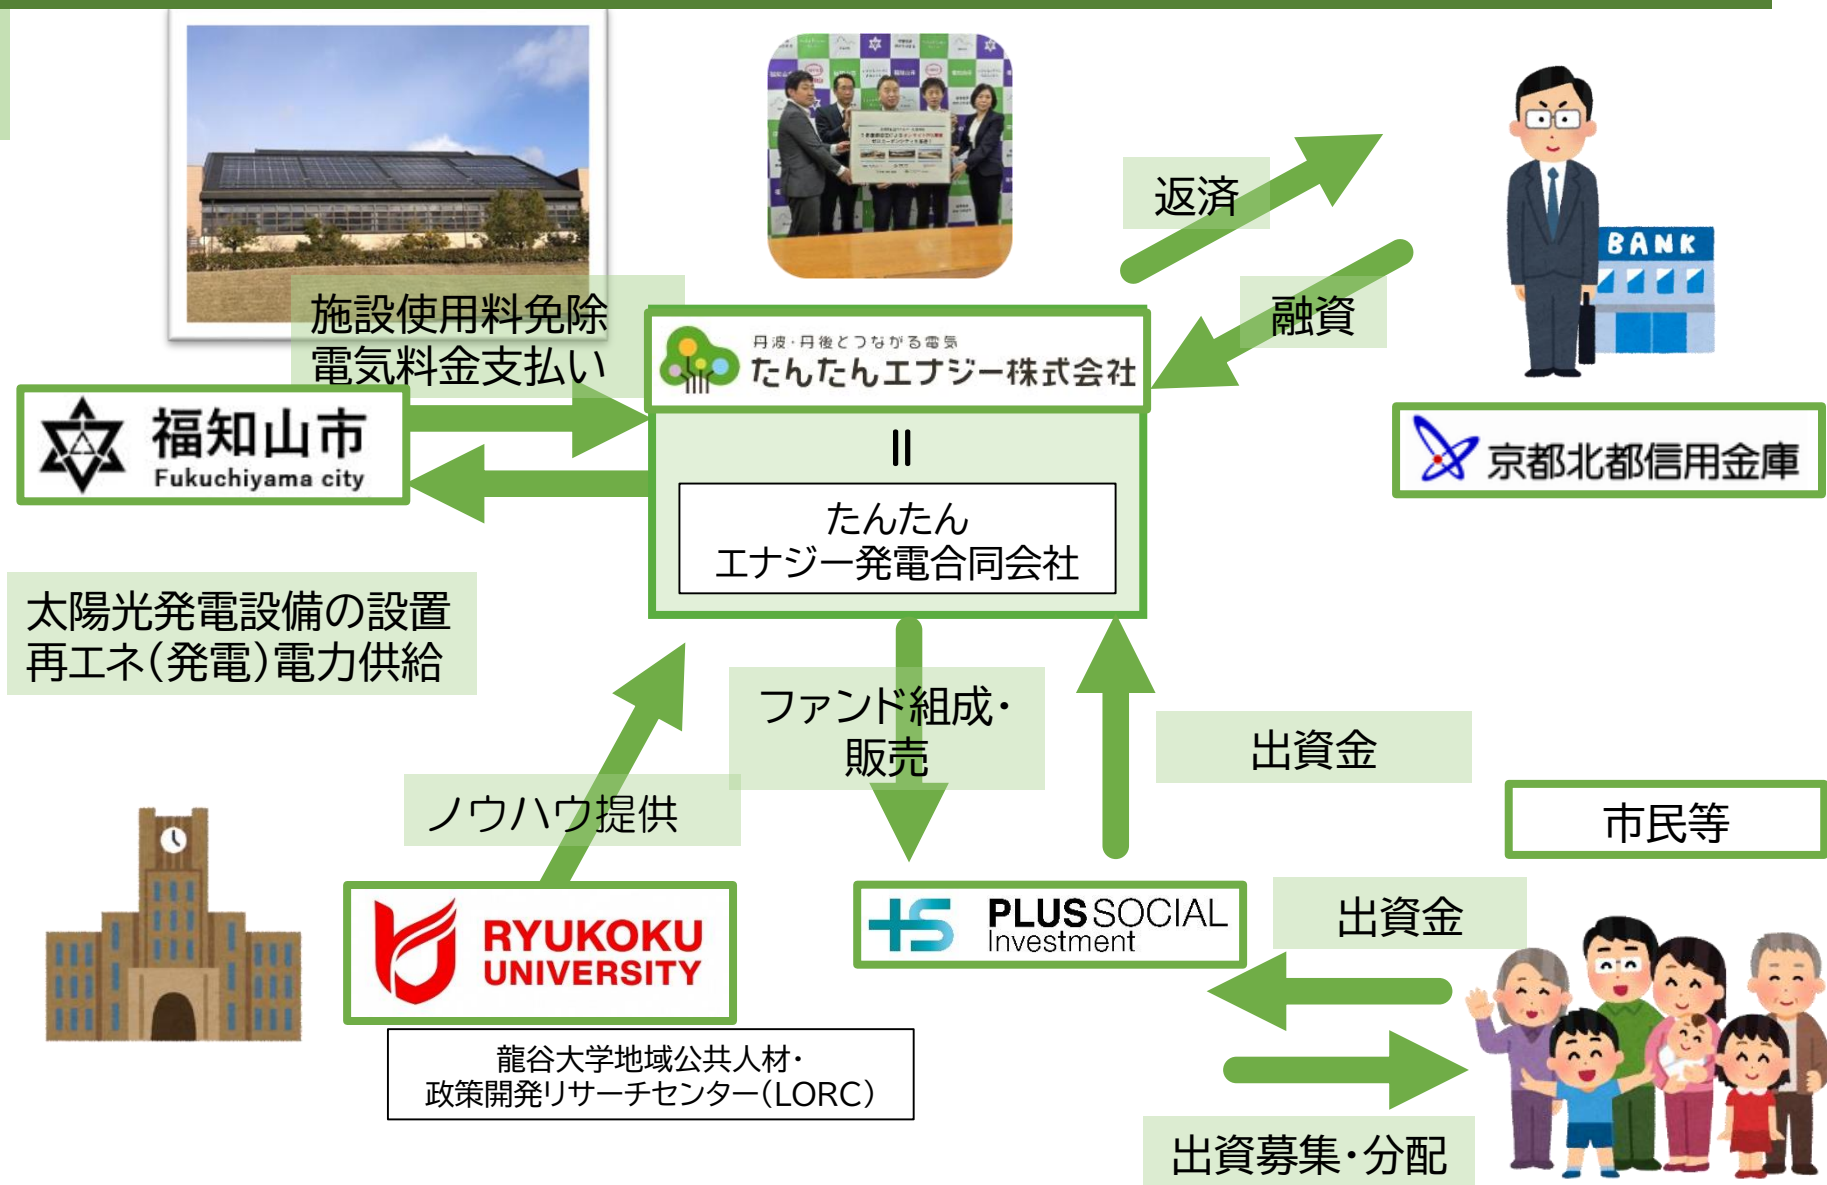 返済
BANK
施設使用料免除
電気料金支払い
丹波・丹後とつながる電気
たんたんエナジー株式会社
融資
福知山市
Fukuchiyama city
=
たんたん
エナジー発電合同会社
京都北都信用金庫
太陽光発電設備の設置
再エネ(発電)電力供給
ファンド組成・
販売
出資金
ノウハウ提供
市民等
RYUKOKU
UNIVERSITY
PLUS SOCIAL
Investment
出資金
龍谷大学地域公共人材・
政策開発リサーチセンター(LORC)
出資募集・分配